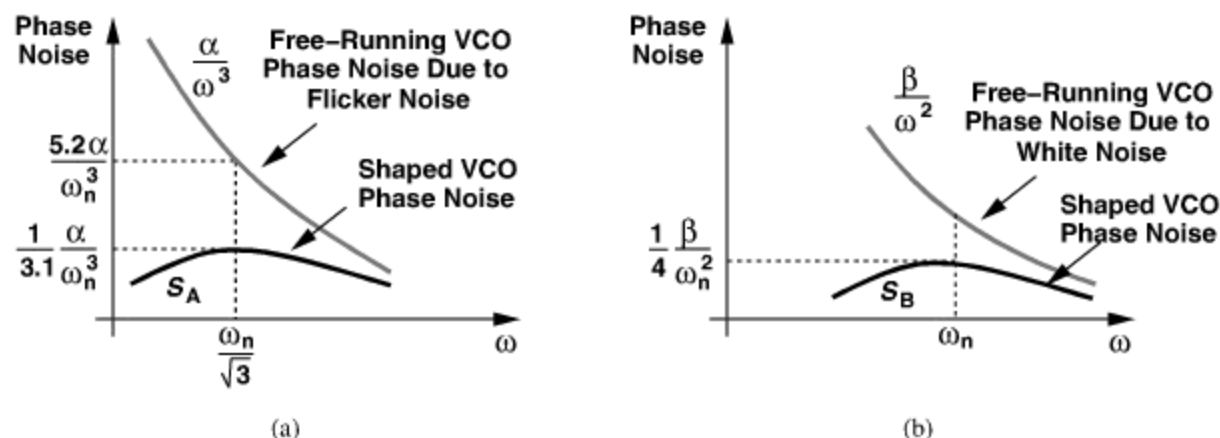 Phase
Noise
α
ω³
Free–Running VCO
Phase Noise Due to
Flicker Noise
5.2α
ωₙ³
Shaped VCO
Phase Noise
1 α
3.1 ωₙ³
S_A
ω
ωₙ
√3
(a)
Phase
Noise
β
ω²
Free–Running VCO
Phase Noise Due to
White Noise
Shaped VCO
Phase Noise
1 β
4 ωₙ²
S_B
ωₙ
ω
(b)